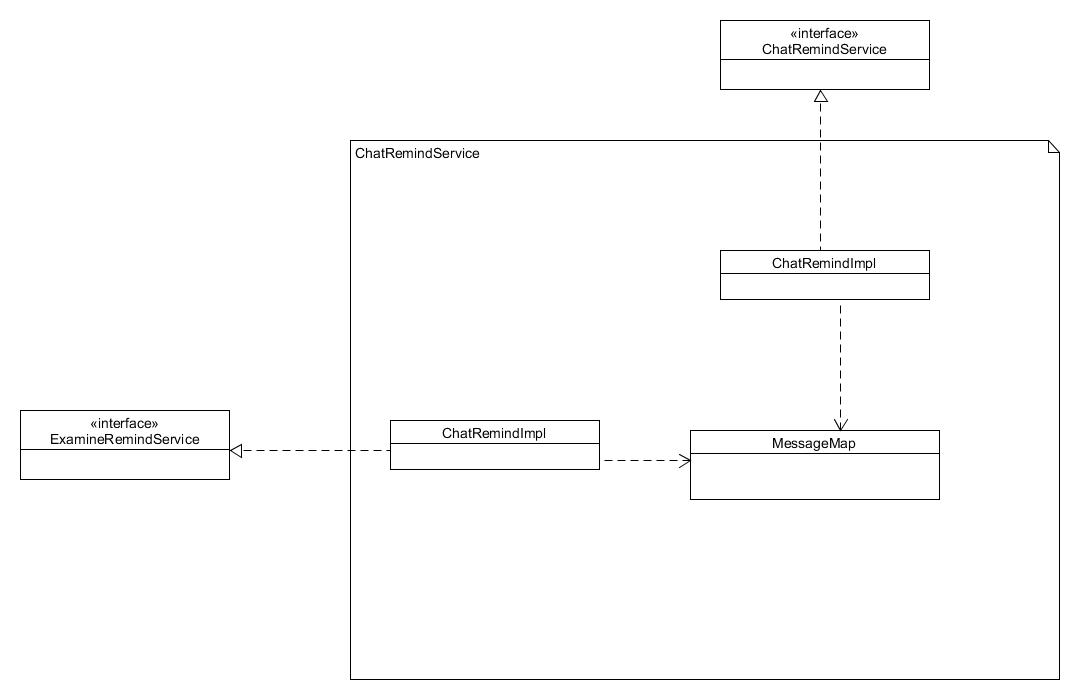 «interface»
ChatRemindService
ChatRemindService
ChatRemindImpl
«interface»
ExamineRemindService
ChatRemindImpl
MessageMap